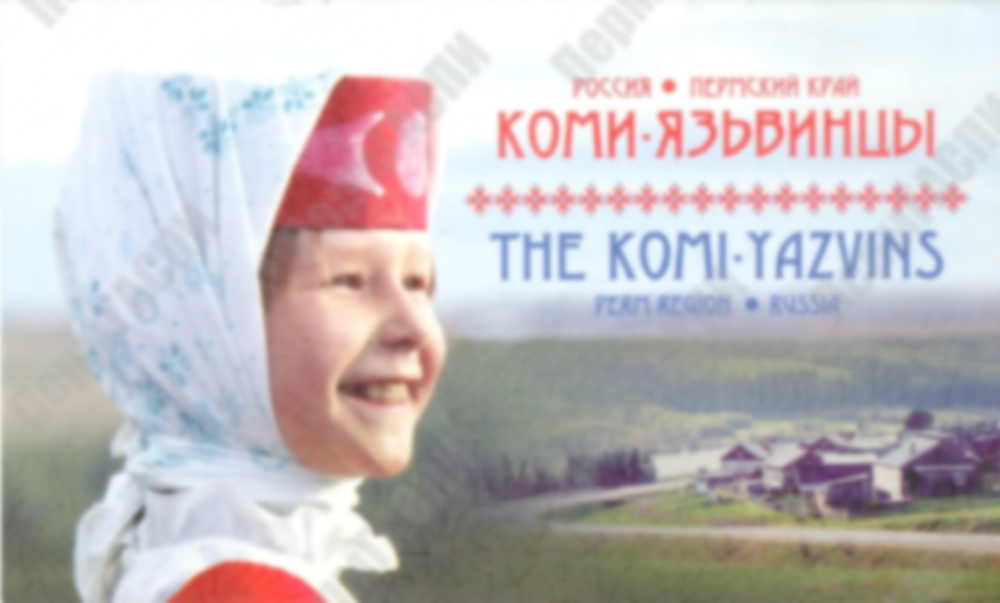 РОССИЯ • ПЕРМСКИЙ КРАЙ
КОМИ·ЯЗЬВИНЦЫ
THE KOMI·YAZVINS
PERM REGION • RUSSIA